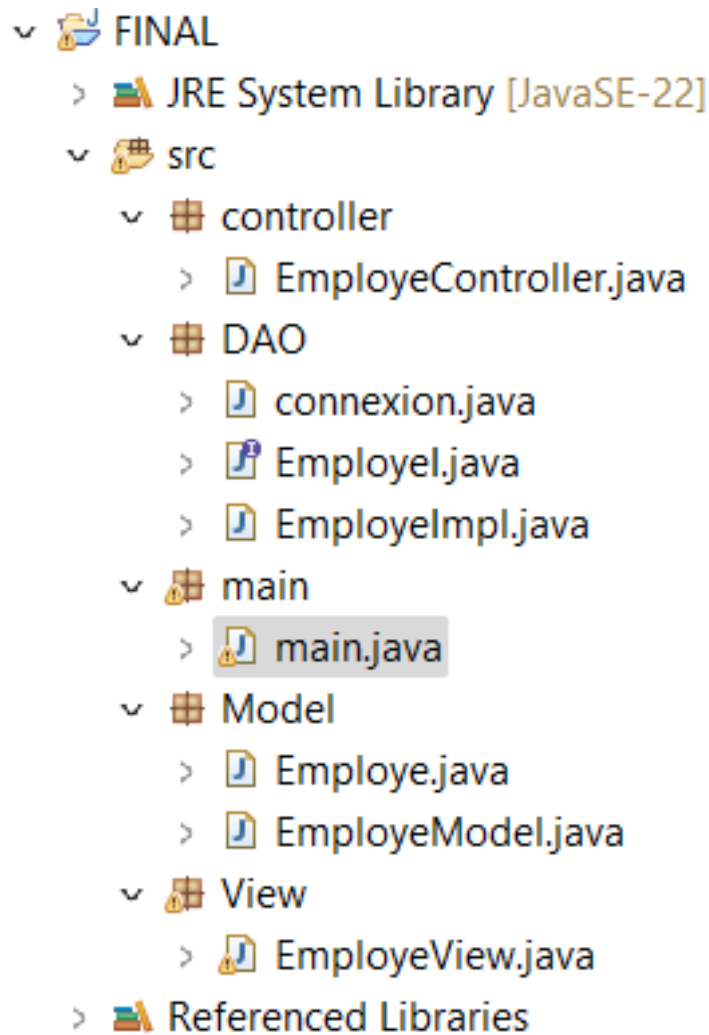 FINAL
JRE System Library [JavaSE-22]
src
controller
EmployeController.java
DAO
connexion.java
EmployeI.java
EmployeImpl.java
main
main.java
Model
Employe.java
EmployeModel.java
View
EmployeView.java
Referenced Libraries